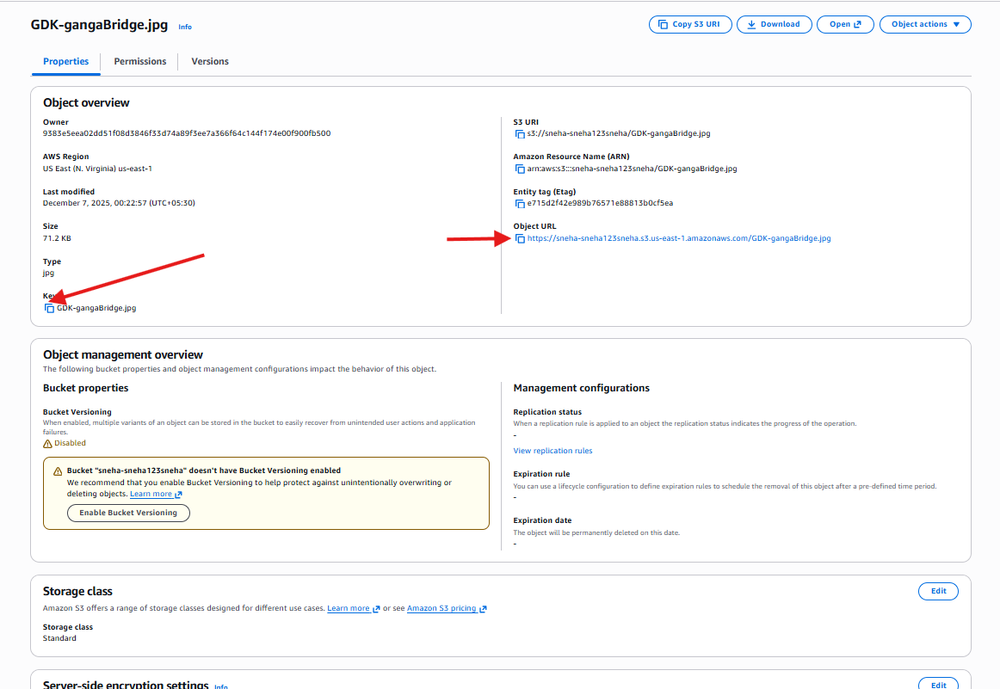 GDK-gangaBridge.jpg Info
Copy S3 URI Download Open Object actions
Properties Permissions Versions
Object overview
Owner
9383e5eea02dd51f08d3846f33d74a89f3ee7a366f64c144f174e00f900fb500
AWS Region
US East (N. Virginia) us-east-1
Last modified
December 7, 2025, 00:22:57 (UTC+05:30)
Size
71.2 KB
Type
jpg
Key
GDK-gangaBridge.jpg
S3 URI
s3://sneha-sneha123sneha/GDK-gangaBridge.jpg
Amazon Resource Name (ARN)
arn:aws:s3:::sneha-sneha123sneha/GDK-gangaBridge.jpg
Entity tag (Etag)
e715d2f42e989b76571e88813b0cf5ea
Object URL
https://sneha-sneha123sneha.s3.us-east-1.amazonaws.com/GDK-gangaBridge.jpg
Object management overview
The following bucket properties and object management configurations impact the behavior of this object.
Bucket properties
Bucket Versioning
When enabled, multiple variants of an object can be stored in the bucket to easily recover from unintended user actions and application
failures.
Disabled
Bucket "sneha-sneha123sneha" doesn't have Bucket Versioning enabled
We recommend that you enable Bucket Versioning to help protect against unintentionally overwriting or
deleting objects. Learn more
Enable Bucket Versioning
Management configurations
Replication status
When a replication rule is applied to an object the replication status indicates the progress of the operation.
-
View replication rules
Expiration rule
You can use a lifecycle configuration to define expiration rules to schedule the removal of this object after a pre-defined time period.
-
Expiration date
The object will be permanently deleted on this date.
-
Storage class
Edit
Amazon S3 offers a range of storage classes designed for different use cases. Learn more or see Amazon S3 pricing
Storage class
Standard
Server-side encryption settings Info
Edit